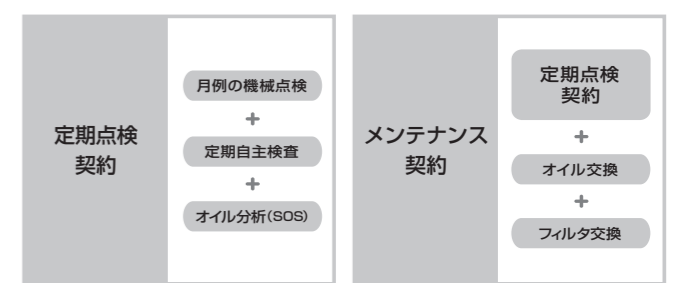 定期点検
契約
月例の機械点検
+
定期自主検査
+
オイル分析(SOS)
メンテナンス
契約
定期点検
契約
+
オイル交換
+
フィルタ交換